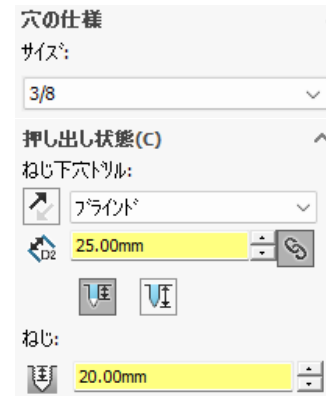 穴の仕様
サイズ:
3/8
押し出し状態(C)
ねじ下穴ドリル:
ブラインド
D2
25.00mm
ねじ:
20.00mm